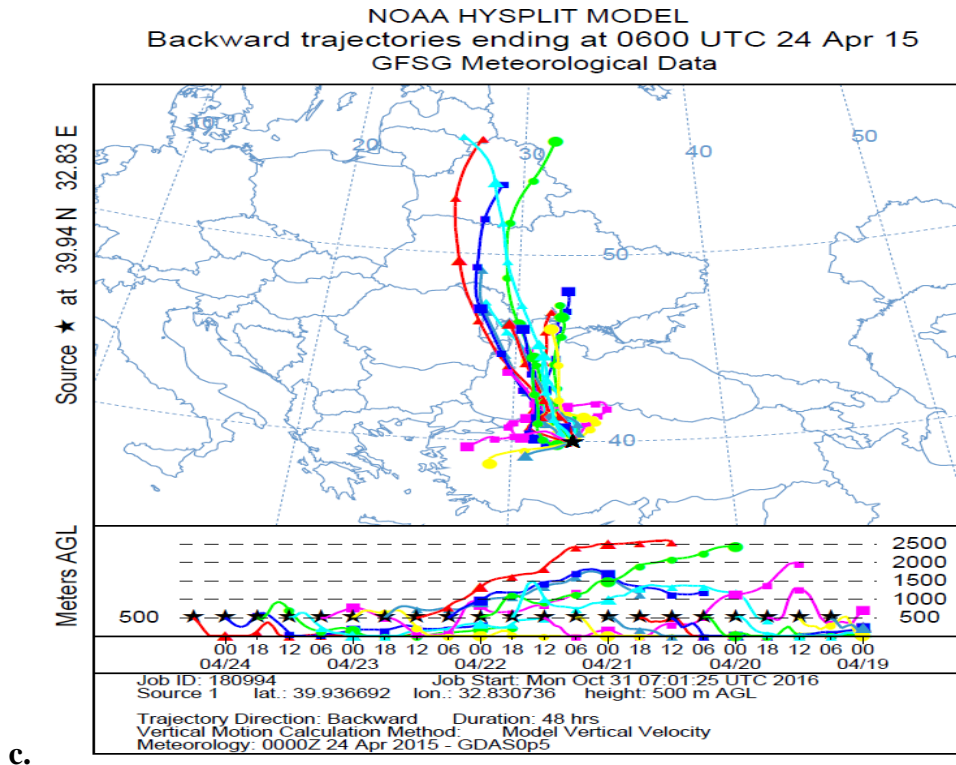 NOAA HYSPLIT MODEL
Backward trajectories ending at 0600 UTC 24 Apr 15
GFSG Meteorological Data
Source ★ at 39.94 N 32.83 E
10
20
30
40
50
50
40
Meters AGL
500
2500
2000
1500
1000
500
00 18 12 06 00 18 12 06 00 18 12 06 00 18 12 06 00 18 12 06 00
04/24 04/23 04/22 04/21 04/20 04/19
Job ID: 180994 Job Start: Mon Oct 31 07:01:25 UTC 2016
Source 1 lat.: 39.936692 lon.: 32.830736 height: 500 m AGL
Trajectory Direction: Backward Duration: 48 hrs
Vertical Motion Calculation Method: Model Vertical Velocity
Meteorology: 0000Z 24 Apr 2015 - GDAS0p5
c.